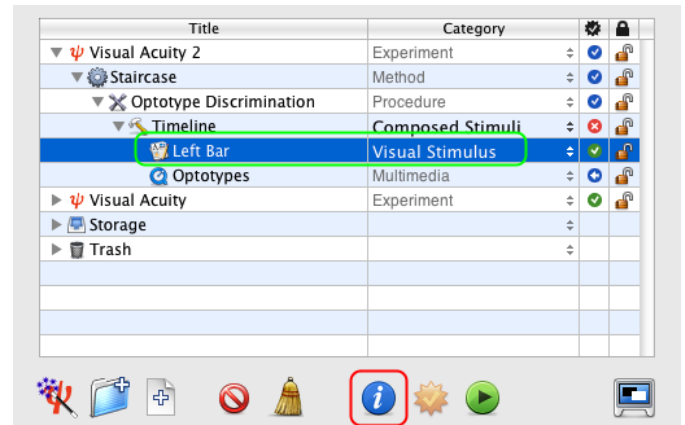 Title Category
Visual Acuity 2 Experiment
Staircase Method
Optotype Discrimination Procedure
Timeline Composed Stimuli
Left Bar Visual Stimulus
Optotypes Multimedia
Visual Acuity Experiment
Storage
Trash